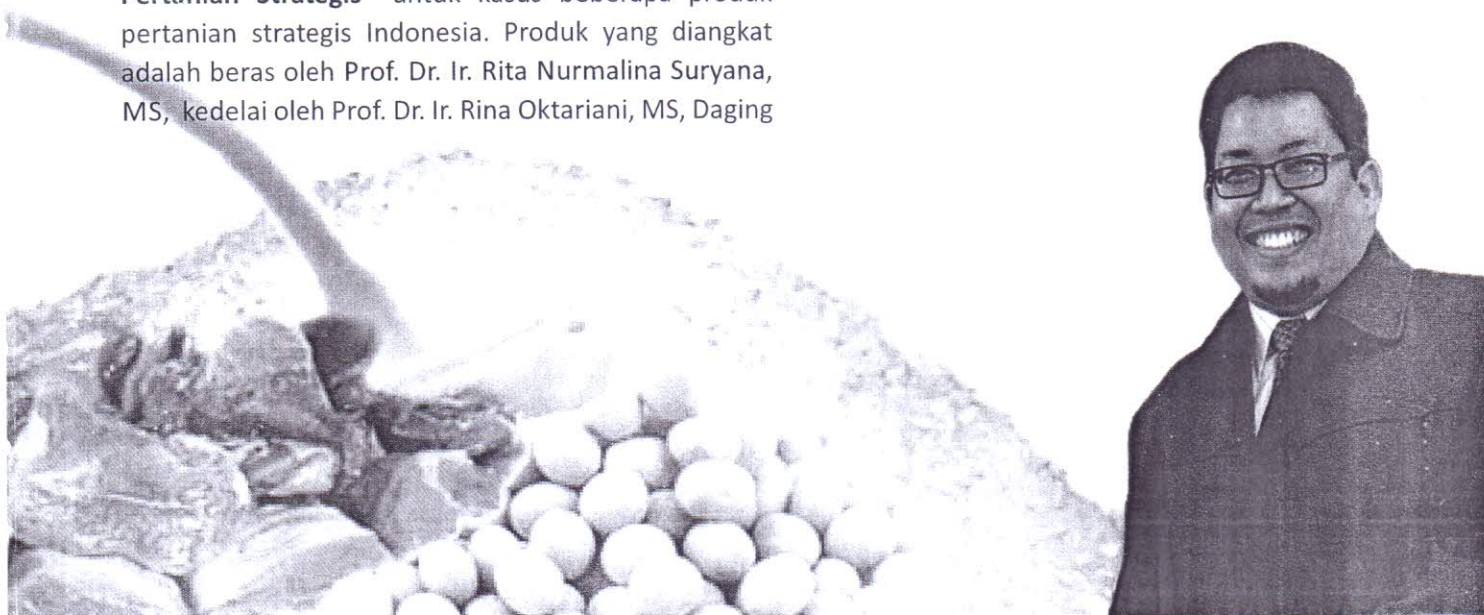 Pertanian Strategis" untuk kasus beberapa produk
pertanian strategis Indonesia. Produk yang diangkat
adalah beras oleh Prof. Dr. Ir. Rita Nurmalina Suryana,
MS, kedelai oleh Prof. Dr. Ir. Rina Oktariani, MS, Daging